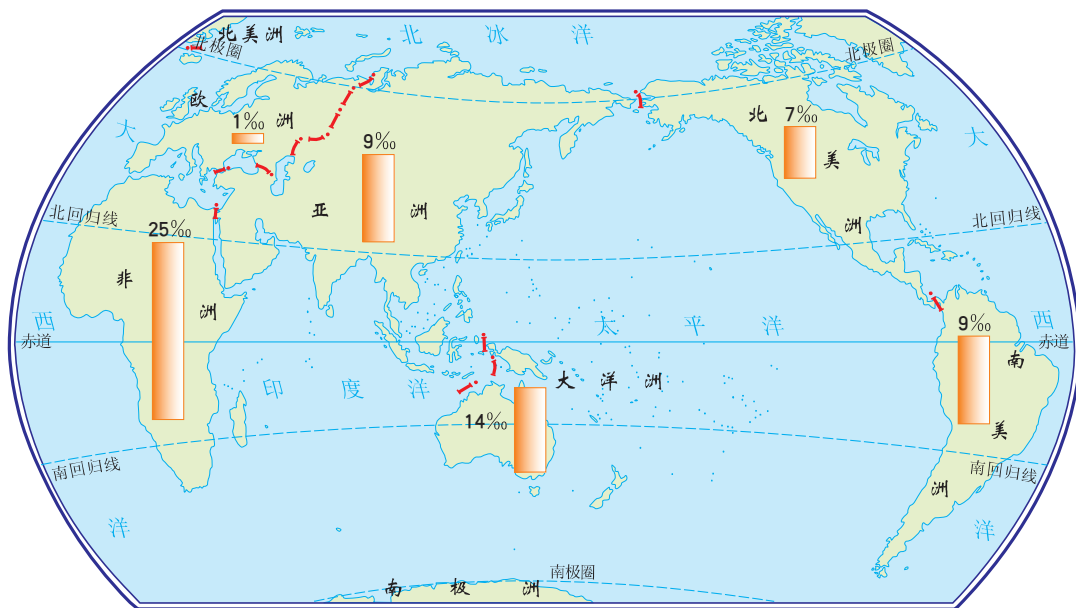 北美洲
北冰洋
北极圈
北极圈
欧洲
1‰
9‰
7‰
北美洲
大西洋
大西洋
亚洲
北回归线
北回归线
25‰
非洲
太平洋
赤道
赤道
9‰
南美洲
印度洋
大洋洲
14‰
南回归线
南回归线
南极圈
南极洲